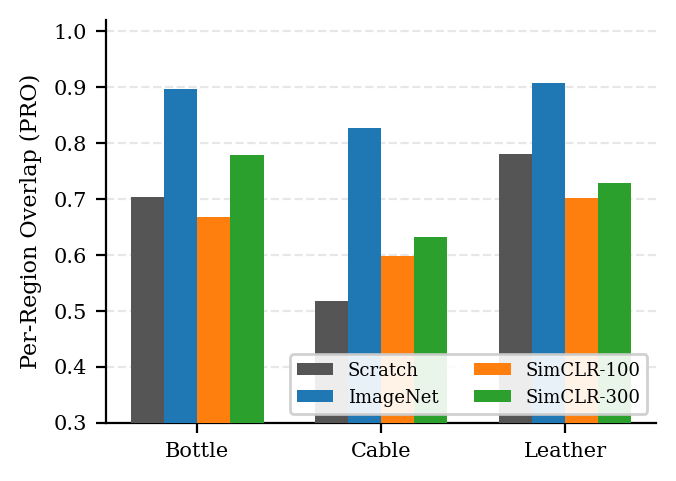 Per-Region Overlap (PRO)
1.0
0.9
0.8
0.7
0.6
0.5
0.4
0.3
Bottle
Cable
Leather
Scratch
ImageNet
SimCLR-100
SimCLR-300